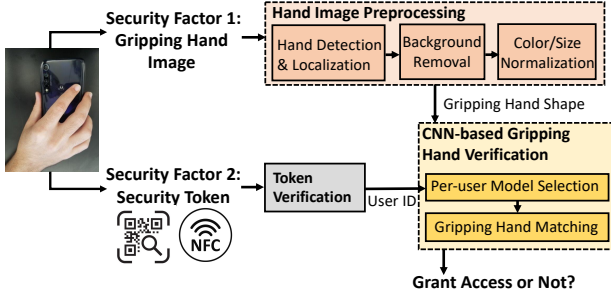 Security Factor 1:
Gripping Hand
Image
Hand Image Preprocessing
Hand Detection
& Localization
Background
Removal
Color/Size
Normalization
Gripping Hand Shape
CNN-based Gripping
Hand Verification
Security Factor 2:
Security Token
Token
Verification
User ID
Per-user Model Selection
Gripping Hand Matching
NFC
Grant Access or Not?